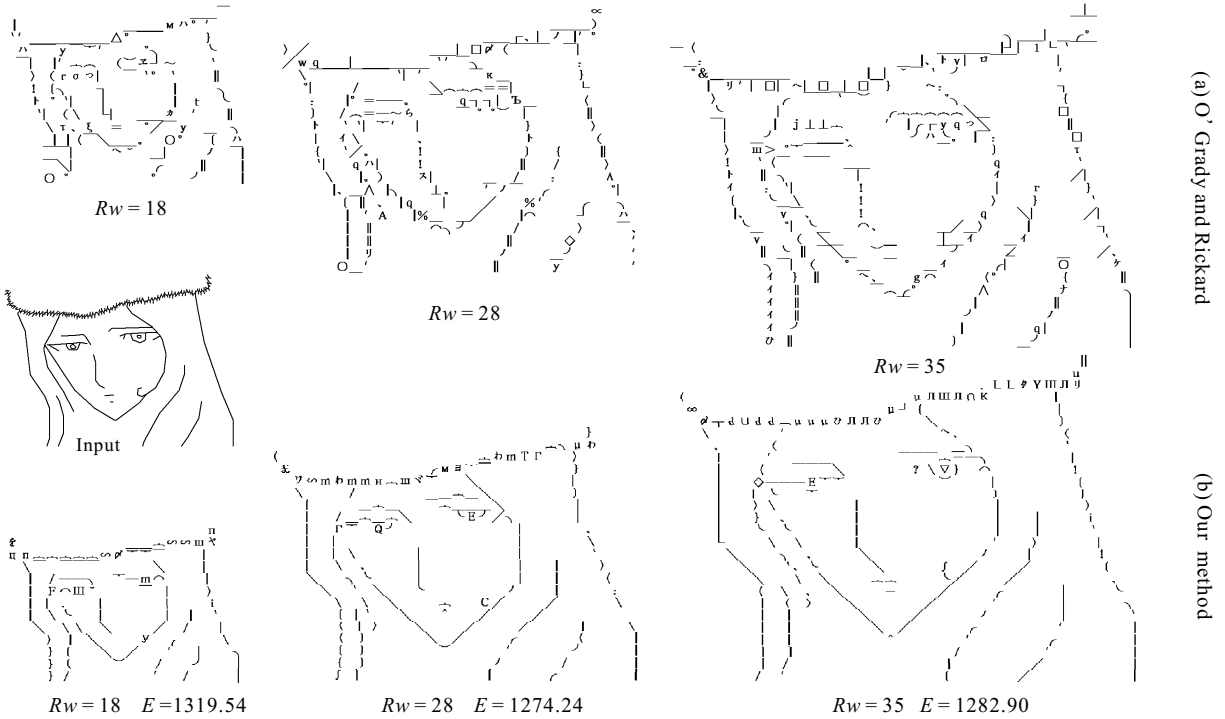 Rw = 18
Rw = 28
Rw = 35
(a) O’ Grady and Rickard
Input
Rw = 18 E =1319.54
Rw = 28 E = 1274.24
Rw = 35 E = 1282.90
(b) Our method